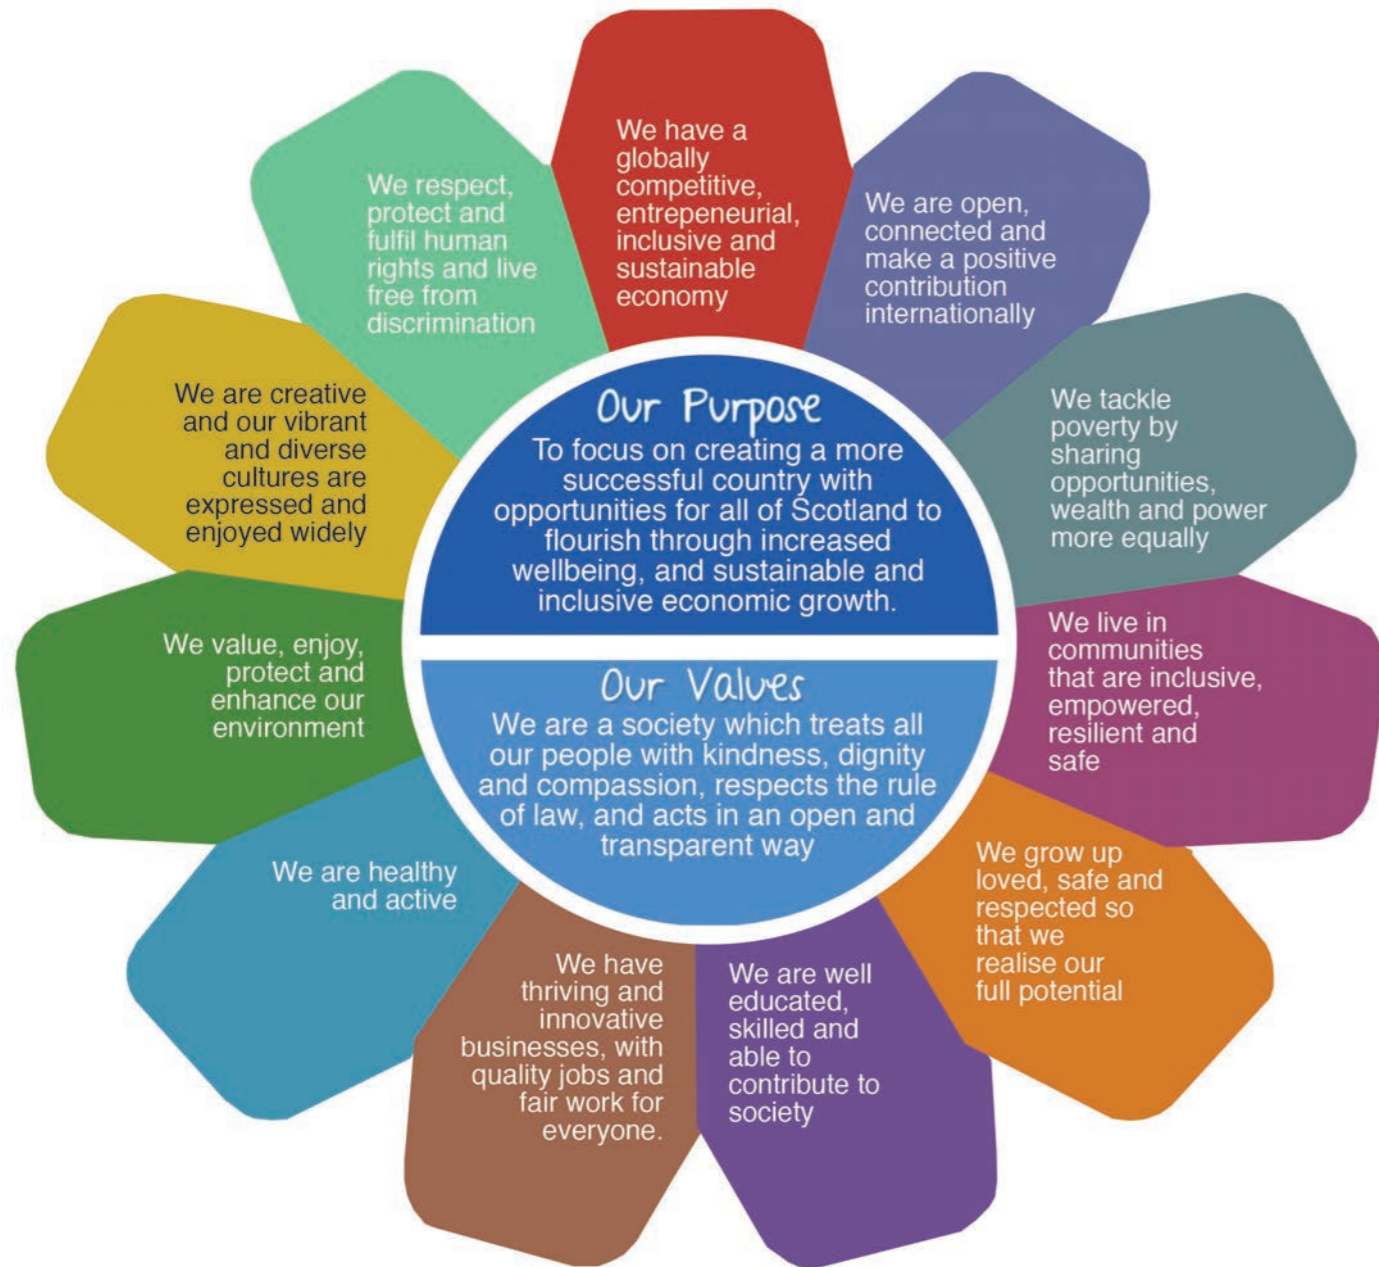 We have a
globally
competitive,
entrepeneurial,
inclusive and
sustainable
economy
We are open,
connected and
make a positive
contribution
internationally
We tackle
poverty by
sharing
opportunities,
wealth and power
more equally
We live in
communities
that are inclusive,
empowered,
resilient and
safe
We grow up
loved, safe and
respected so
that we
realise our
full potential
We are well
educated,
skilled and
able to
contribute to
society
We have
thriving and
innovative
businesses, with
quality jobs and
fair work for
everyone.
We are healthy
and active
We value, enjoy,
protect and
enhance our
environment
We are creative
and our vibrant
and diverse
cultures are
expressed and
enjoyed widely
We respect,
protect and
fulfil human
rights and live
free from
discrimination
Our Purpose
To focus on creating a more
successful country with
opportunities for all of Scotland to
flourish through increased
wellbeing, and sustainable and
inclusive economic growth.
Our Values
We are a society which treats all
our people with kindness, dignity
and compassion, respects the rule
of law, and acts in an open and
transparent way